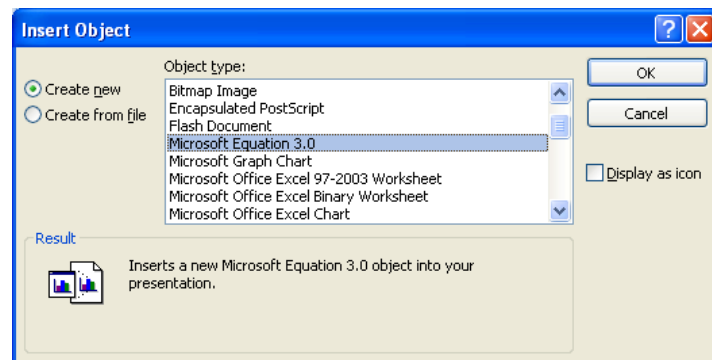 Insert Object
Object type:
Create new
Create from file
Bitmap Image
Encapsulated PostScript
Flash Document
Microsoft Equation 3.0
Microsoft Graph Chart
Microsoft Office Excel 97-2003 Worksheet
Microsoft Office Excel Binary Worksheet
Microsoft Office Excel Chart
OK
Cancel
Display as icon
Result
Inserts a new Microsoft Equation 3.0 object into your
presentation.